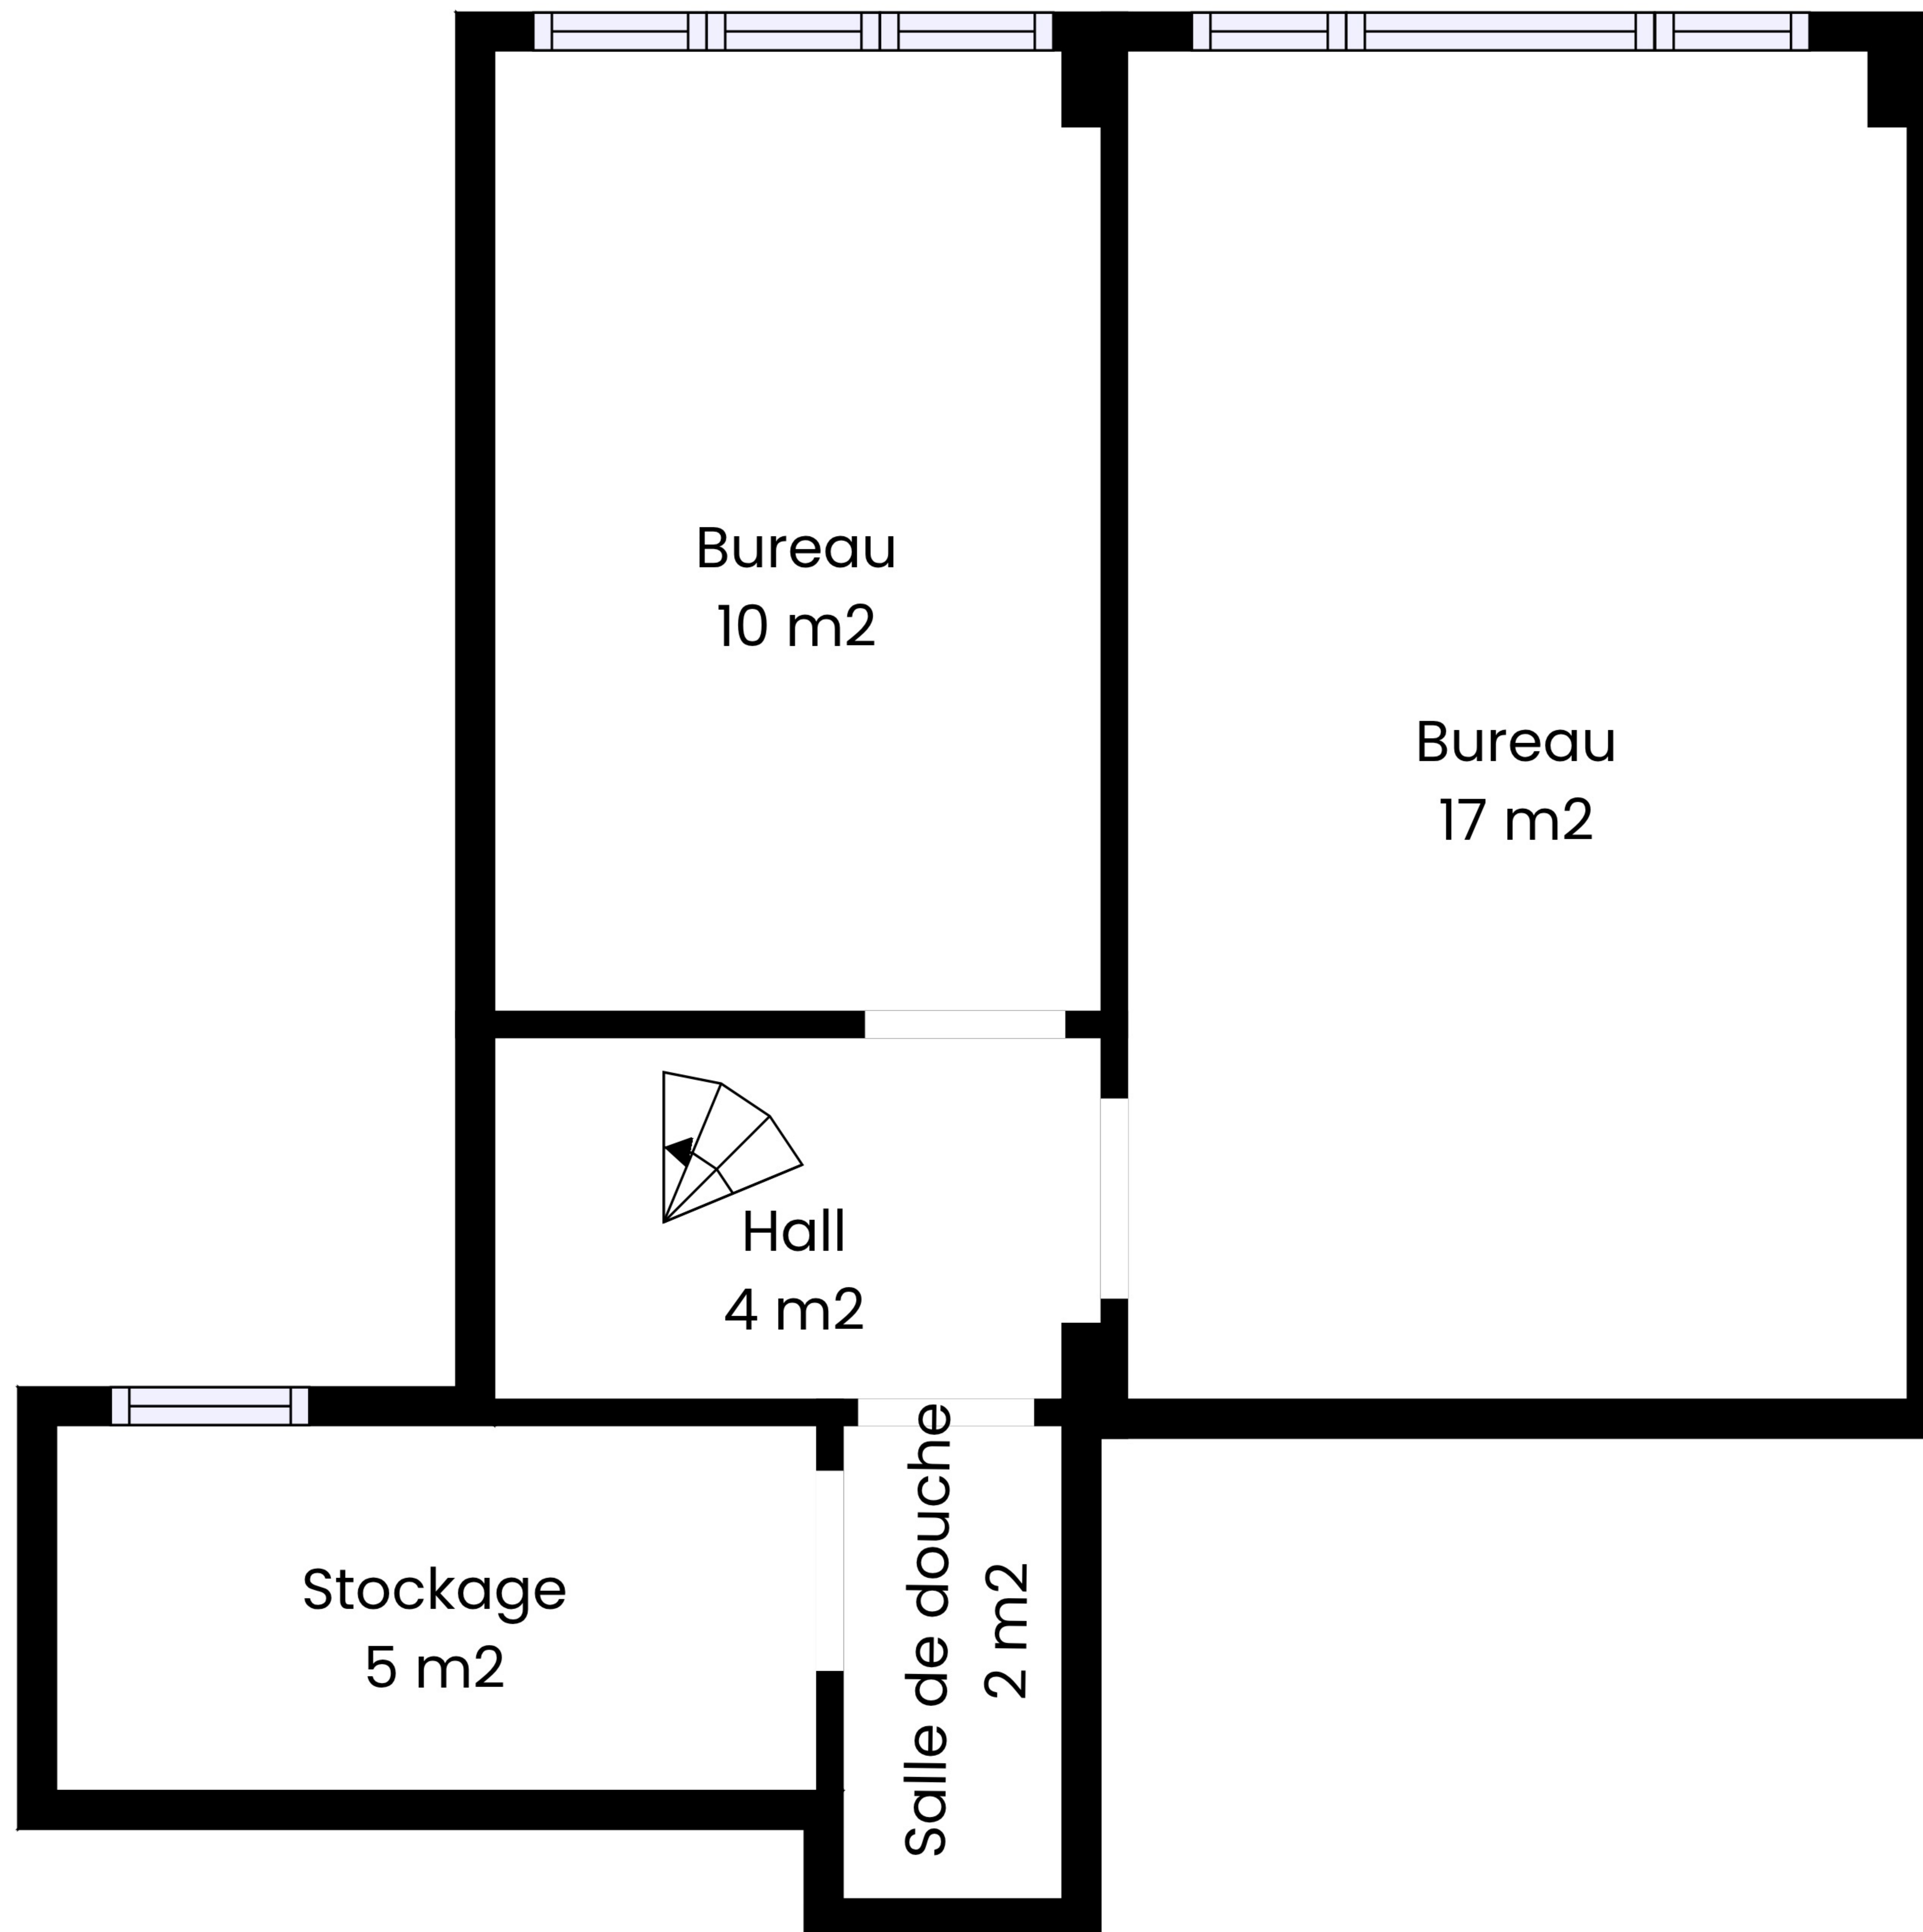 Bureau
10 m2
Bureau
17 m2
Hall
4 m2
Stockage
5 m2
Salle de douche
2 m2